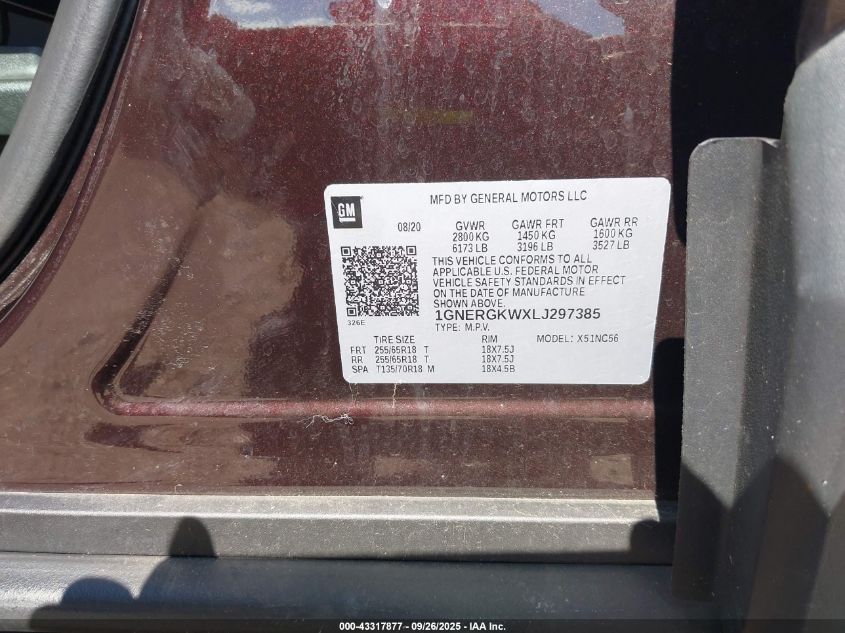 MFD BY GENERAL MOTORS LLC
GM
08/20 GVWR GAWR FRT GAWR RR
2800 KG 1450 KG 1600 KG
6173 LB 3196 LB 3527 LB
THIS VEHICLE CONFORMS TO ALL
APPLICABLE U.S. FEDERAL MOTOR
VEHICLE SAFETY STANDARDS IN EFFECT
ON THE DATE OF MANUFACTURE
SHOWN ABOVE.
326E
1GNERGKWXLJ297385
TYPE: M.P.V. MODEL: X51NC56
TIRE SIZE RIM
FRT 255/65R18 T 18X7.5J
RR 255/65R18 T 18X7.5J
SPA T135/70R18 M 18X4.5B
000-43317877 - 09/26/2025 - IAA Inc.